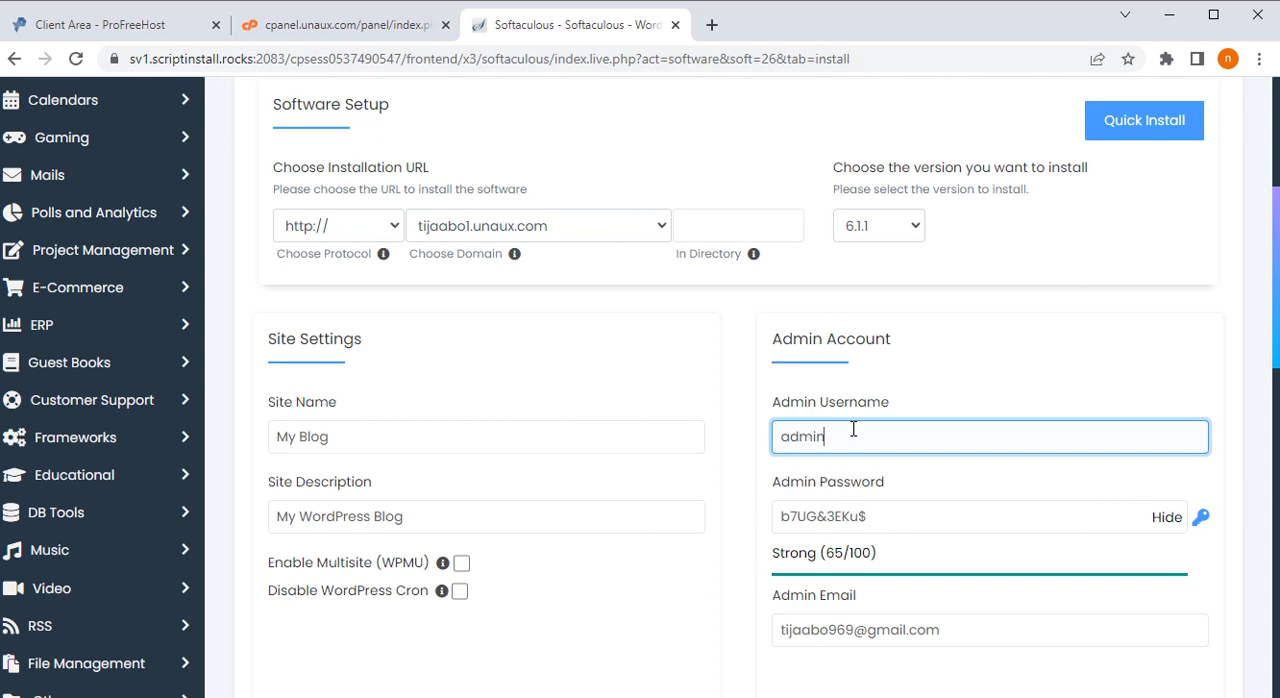 Client Area - ProFreeHost
cpanel.unaux.com/panel/index.p
Softaculous - Softaculous - Wor
sv1.scriptinstall.rocks:2083/cpsess0537490547/frontend/x3/softaculous/index.live.php?act=software&soft=26&tab=install
n
Calendars
Gaming
Mails
Polls and Analytics
Project Management
E-Commerce
ERP
Guest Books
Customer Support
Frameworks
Educational
DB Tools
Music
Video
RSS
File Management
Software Setup
Quick Install
Choose Installation URL
Please choose the URL to install the software
Choose the version you want to install
Please select the version to install.
http://
tijaabo1.unaux.com
6.1.1
Choose Protocol
Choose Domain
In Directory
Site Settings
Site Name
My Blog
Site Description
My WordPress Blog
Enable Multisite (WPMU)
Disable WordPress Cron
Admin Account
Admin Username
admin
Admin Password
b7UG&3EKu$
Hide
Strong (65/100)
Admin Email
tijaabo969@gmail.com